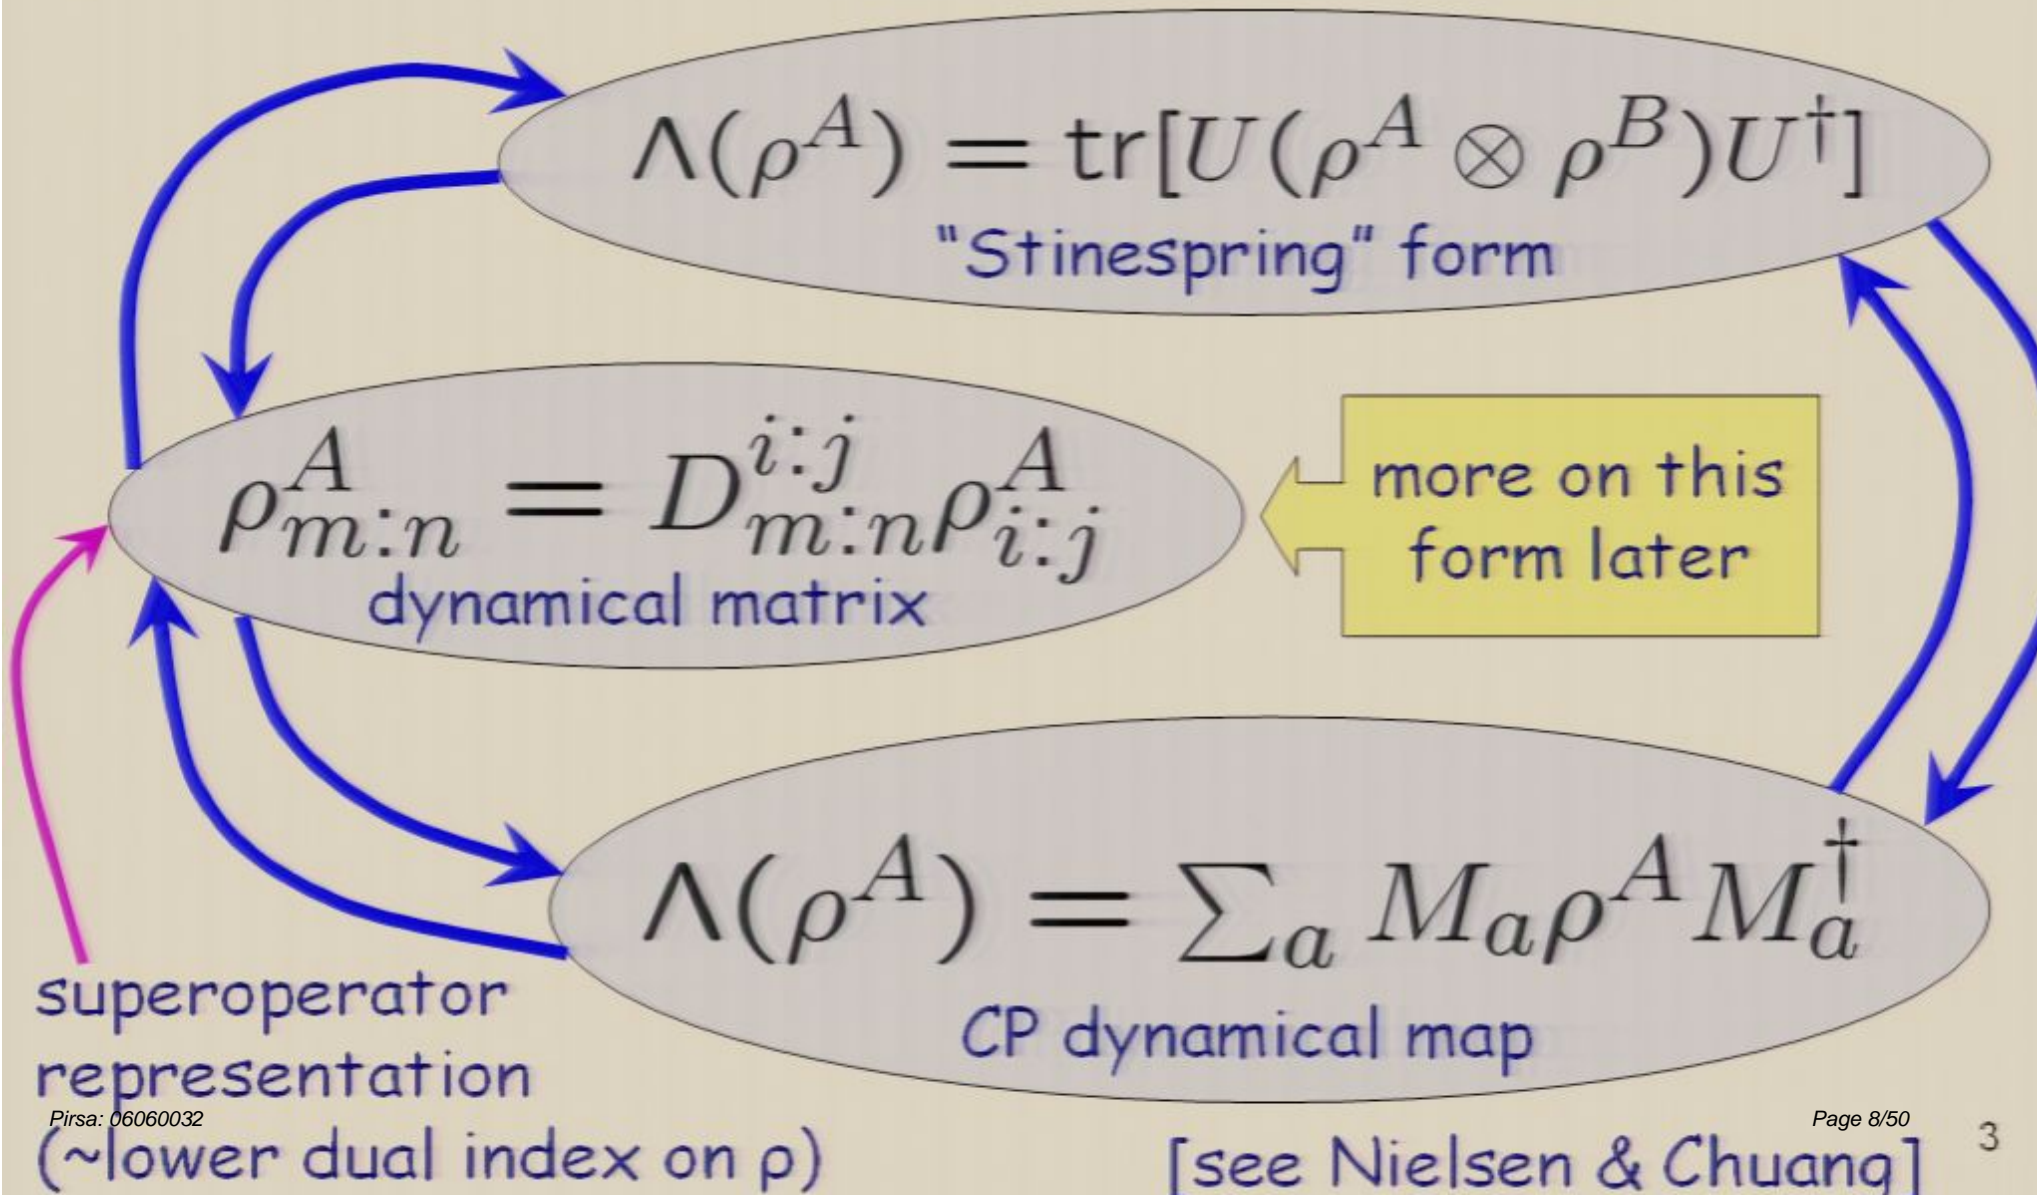 Λ(ρ^A) = tr[U(ρ^A ⊗ ρ^B)U^†]
"Stinespring" form
ρ^A_{m:n} = D^{i:j}_{m:n} ρ^A_{i:j}
dynamical matrix
more on this
form later
Λ(ρ^A) = ∑_a M_a ρ^A M_a^†
CP dynamical map
superoperator
representation
(~lower dual index on ρ)
[see Nielsen & Chuang]
Pirsa: 06060032
Page 8/50
3